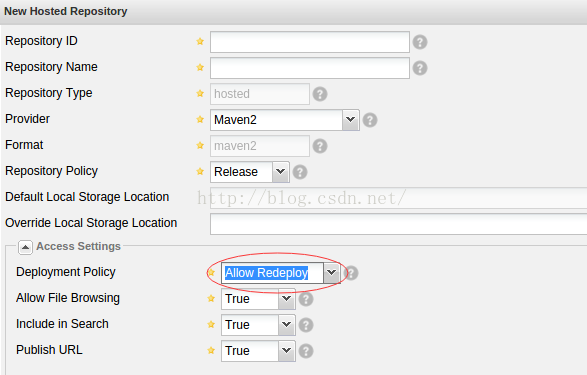 New Hosted Repository
Repository ID
Repository Name
Repository Type hosted
Provider Maven2
Format maven2
Repository Policy Release
Default Local Storage Location
http://blog.csdn.net/
Override Local Storage Location
Access Settings
Deployment Policy Allow Redeploy
Allow File Browsing True
Include in Search True
Publish URL True